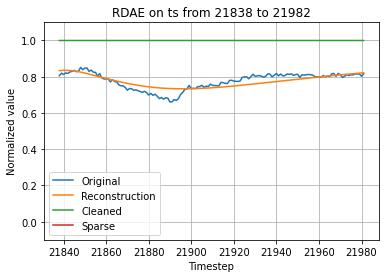 RDAE on ts from 21838 to 21982
Normalized value
1.0
0.8
0.6
0.4
0.2
0.0
Original
Reconstruction
Cleaned
Sparse
21840 21860 21880 21900 21920 21940 21960 21980
Timestep